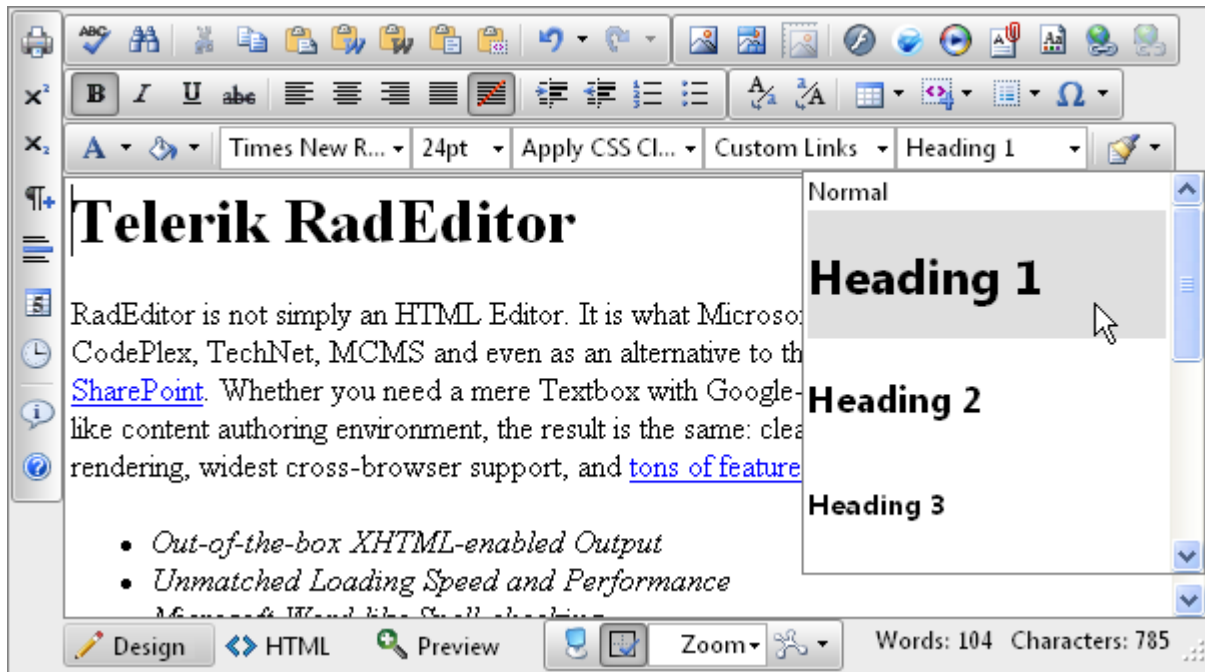 ABC
B I U abc
A Times New R... 24pt Apply CSS Cl... Custom Links Heading 1
Normal
Heading 1
Heading 2
Heading 3
Telerik RadEditor
RadEditor is not simply an HTML Editor. It is what
CodePlex, TechNet, MCMS and even as an alternative to
SharePoint. Whether you need a mere Textbox with Google-
like content authoring environment, the result is the same:
rendering, widest cross-browser support, and tons of feature
• Out-of-the-box XHTML-enabled Output
• Unmatched Loading Speed and Performance
Design HTML Preview Zoom Words: 104 Characters: 785